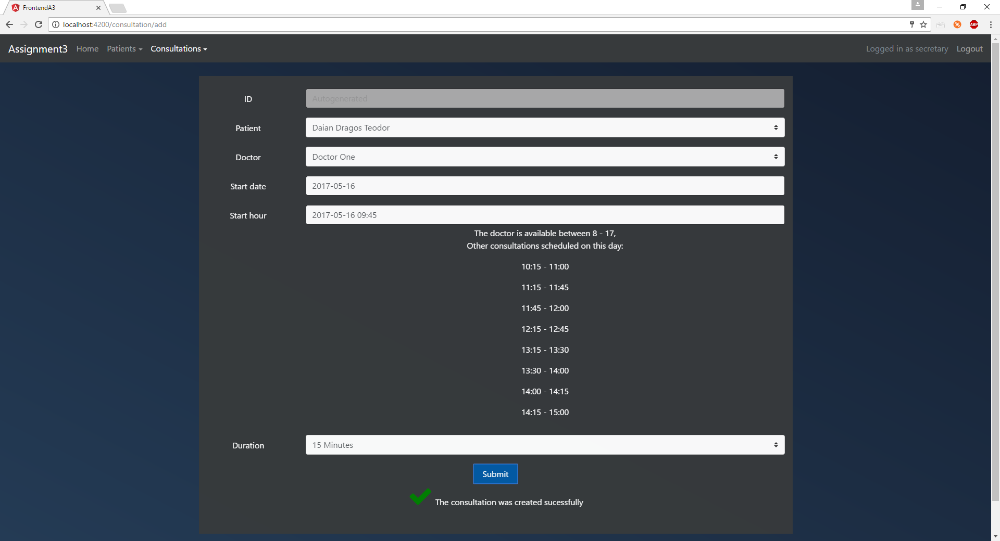 FrontendA3
localhost:4200/consultation/add
ABP
Assignment3 Home Patients Consultations Logged in as secretary Logout
ID Autogenerated
Patient Daian Dragos Teodor
Doctor Doctor One
Start date 2017-05-16
Start hour 2017-05-16 09:45
The doctor is available between 8 - 17,
Other consultations scheduled on this day:
10:15 - 11:00
11:15 - 11:45
11:45 - 12:00
12:15 - 12:45
13:15 - 13:30
13:30 - 14:00
14:00 - 14:15
14:15 - 15:00
Duration 15 Minutes
Submit
The consultation was created sucessfully